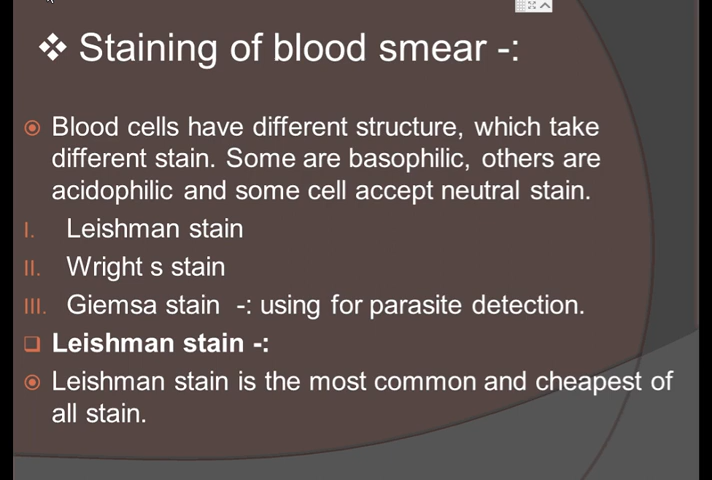 ❖ Staining of blood smear -:
Blood cells have different structure, which take
different stain. Some are basophilic, others are
acidophilic and some cell accept neutral stain.
I. Leishman stain
II. Wright s stain
III. Giemsa stain -: using for parasite detection.
Leishman stain -:
Leishman stain is the most common and cheapest of
all stain.